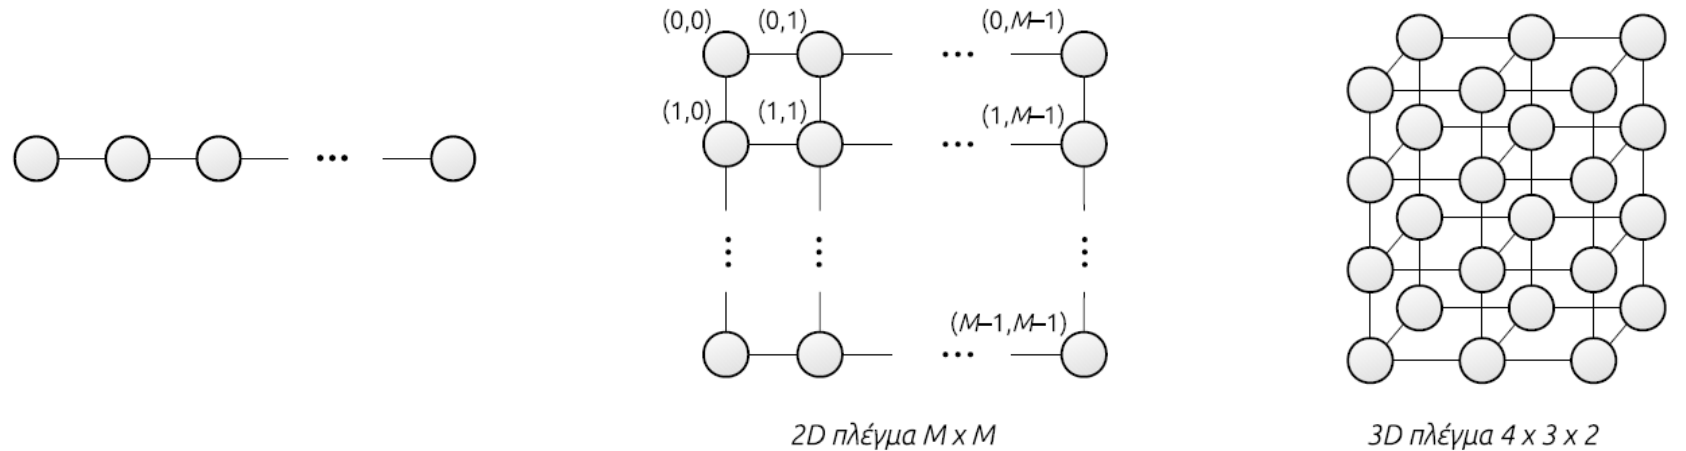 (0,0) (0,1) (0,M–1)
(1,0) (1,1) (1,M–1)
(M–1,M–1)
2D πλέγμα M x M
3D πλέγμα 4 x 3 x 2